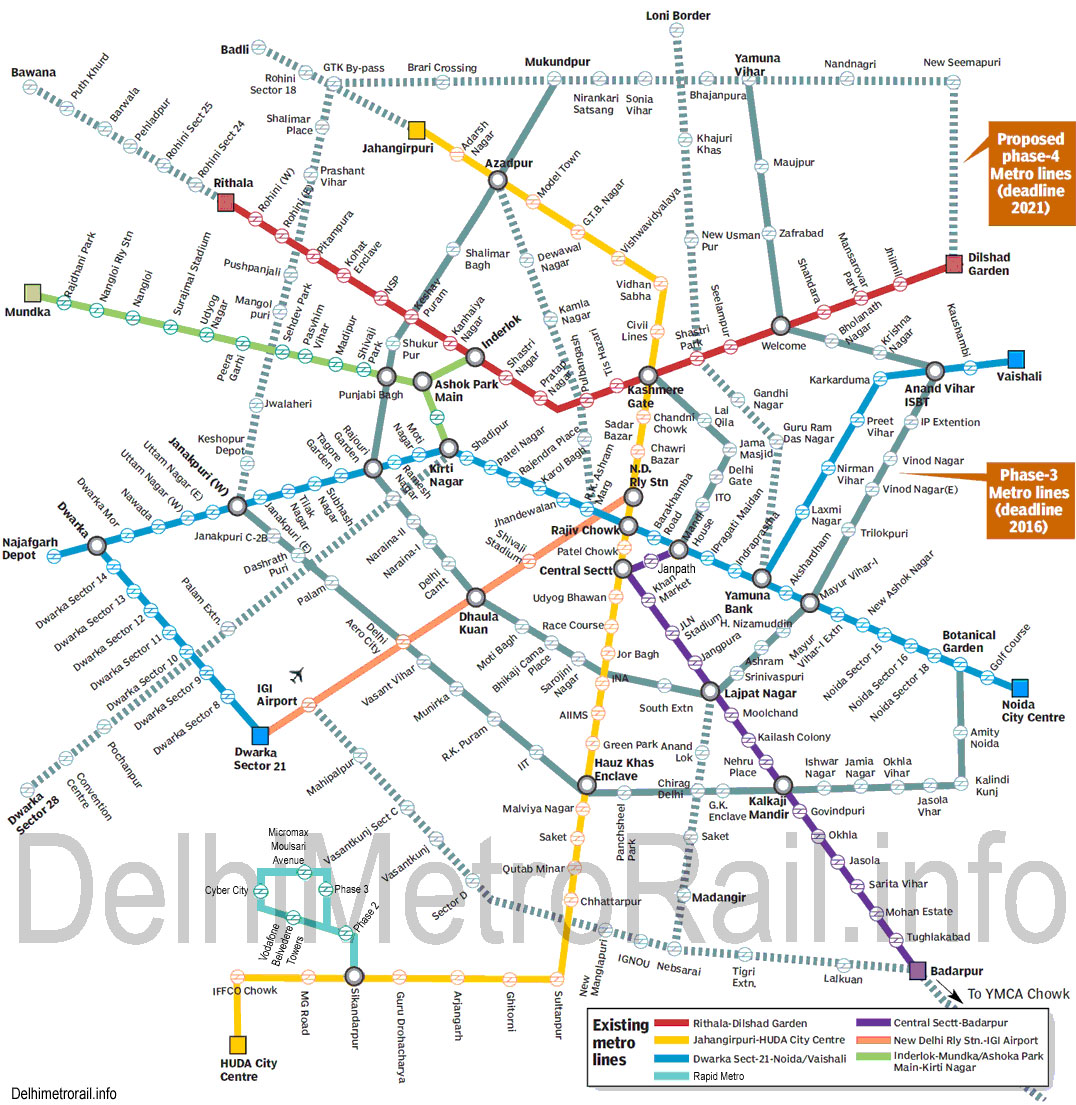 Loni Border
Badli
Mukundpur
Yamuna
Vihar
Bawana
Puth Khurd
Barwala
Pehladpur
Rohini Sect 25
Rohini Sect 24
Rohini
Sector 18
GTK By-pass
Brari Crossing
Nirankari
Satsang
Sonia
Vihar
Bhajanpura
Nandnagri
New Seemapuri
Shalimar
Place
Jahangirpuri
Adarsh
Nagar
Azadpur
Model Town
G.T.B. Nagar
Vishwavidyalaya
Khajuri
Khas
Maujpur
Proposed
phase-4
Metro lines
(deadline
2021)
Rithala
Rohini (W)
Rohini (E)
Prashant
Vihar
Pitampura
Kohat
Enclave
NSP
Keshav
Puram
Kanhaiya
Nagar
Shalimar
Bagh
Dewawal
Nagar
Kamla
Nagar
New Usman
Pur
Zafrabad
Vidhan
Sabha
Civil
Lines
Seelampur
Shastri
Park
Shahdara
Mansarovar
Park
Jhilmil
Dilshad
Garden
Mundka
Rajdhani Park
Nangloi Rly Stn
Nangloi
Surajmal Stadium
Udyog
Nagar
Peera
Garhi
Pushpanjali
Mangol
puri
Sehdev Park
Pasvhim
Vihar
Madipur
Shivaji
Park
Shukur
Pur
Punjabi Bagh
Inderlok
Ashok Park
Main
Shastri
Nagar
Pratap
Nagar
Pulbangash
Tis Hazari
Kashmere
Gate
Welcome
Bholanath
Nagar
Krishna
Nagar
Kaushambi
Vaishali
Anand Vihar
ISBT
Karkarduma
Gandhi
Nagar
Guru Ram
Das Nagar
Preet
Vihar
IP Extention
Nirman
Vihar
Vinod Nagar
Vinod Nagar(E)
Laxmi
Nagar
Trilokpuri
Phase-3
Metro lines
(deadline
2016)
Jwalaheri
Keshopur
Depot
Janakpuri (W)
Uttam Nagar (E)
Uttam Nagar (W)
Nawada
Dwarka Mor
Dwarka
Najafgarh
Depot
Tagore
Garden
Rajouri
Garden
Ramesh
Nagar
Moti
Nagar
Kirti
Nagar
Shadipur
Patel Nagar
Rajendra Place
Karol Bagh
Jhandewalan
R.K. Ashram
Marg
Sadar
Bazar
Chandni
Chowk
Chawri
Bazar
N.D.
Rly Stn
Lal
Qila
Jama
Masjid
Delhi
Gate
ITO
Rajiv Chowk
Barakhamba
Road
Mandi
House
IPragati Maidan
Indraprastha
Yamuna
Bank
Akshardham
Mayur Vihar-I
Mayur
Vihar-I Extn
New Ashok Nagar
Noida Sector 15
Noida Sector 16
Noida Sector 18
Botanical
Garden
Golf Course
Noida
City Centre
Subhash
Nagar
Tilak
Nagar
Janakpuri (E)
Janakpuri C-2B
Dashrath
Puri
Palam
Palam Extn.
Naraina-II
Naraina-I
Delhi
Cantt
Dhaula
Kuan
Shivaji
Stadium
Patel Chowk
Central Sectt
Janpath
Khan
Market
Udyog Bhawan
Race Course
Jor Bagh
INA
AIIMS
Green Park
Hauz Khas
Enclave
JLN
Stadium
Jangpura
Lajpat Nagar
H. Nizamuddin
Ashram
Srinivaspuri
South Extn
Moti Bagh
Bhikaji Cama
Place
Sarojini
Nagar
Dwarka Sector 14
Dwarka Sector 13
Dwarka Sector 12
Dwarka Sector 11
Dwarka Sector 10
Dwarka Sector 9
Dwarka Sector 8
Dwarka
Sector 21
IGI
Airport
Delhi
Aero City
Vasant Vihar
Munirka
R.K. Puram
IIT
Dwarka
Sector 28
Convention
Centre
Pochanpur
Mahipalpur
Vasantkunj Sect C
Vasantkunj
Sector D
Moolchand
Kailash Colony
Nehru
Place
Kalkaji
Mandir
Anand
Lok
Chirag
Delhi
G.K.
Enclave
Panchsheel
Park
Ishwar
Nagar
Jamia
Nagar
Okhla
Vihar
Jasola
Vhar
Kalindi
Kunj
Amity
Noida
Malviya Nagar
Saket
Qutab Minar
Chhattarpur
Sultanpur
Ghitorni
Arjangarh
Guru Drohacharya
Sikandarpur
MG Road
IFFCO Chowk
HUDA City
Centre
Saket
Madangir
New
Manglapuri
IGNOU
Nebsarai
Tigri
Extn.
Lalkuan
Govindpuri
Okhla
Jasola
Sarita Vihar
Mohan Estate
Tughlakabad
Badarpur
To YMCA Chowk
Micromax
Moulsari
Avenue
Cyber City
Phase 3
Phase 2
Vodafone
Belvedere
Towers
DelhiMetroRail.info
Existing
metro
lines
Rithala-Dilshad Garden
Jahangirpuri-HUDA City Centre
Dwarka Sect-21-Noida/Vaishali
Rapid Metro
Central Sectt-Badarpur
New Delhi Rly Stn.-IGI Airport
Inderlok-Mundka/Ashoka Park
Main-Kirti Nagar
Delhimetrorail.info